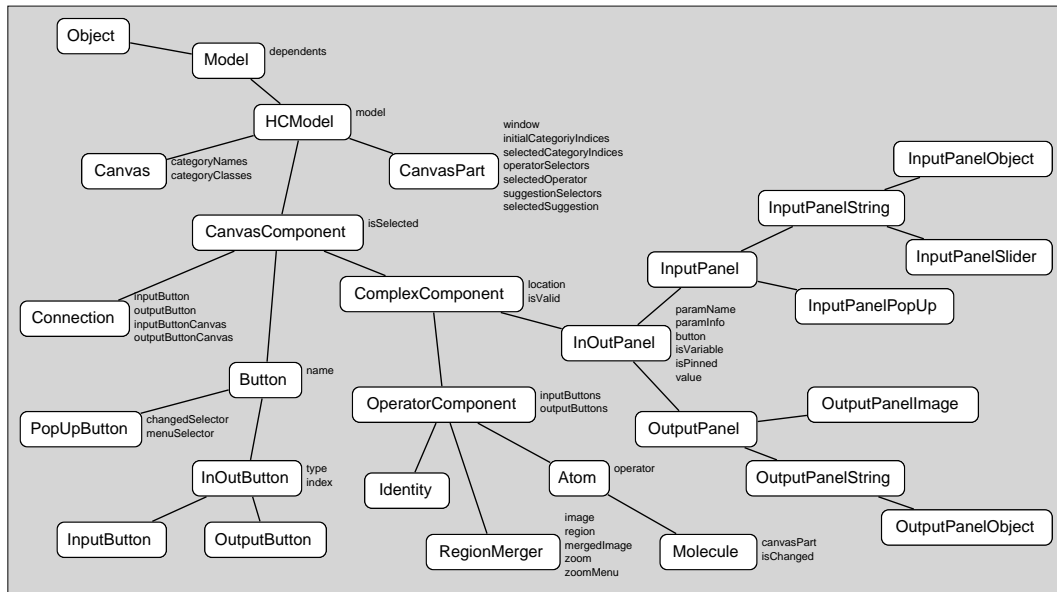 Object
Model
dependents
HCModel
model
Canvas
categoryNames
categoryClasses
CanvasPart
window
initialCategoriyIndices
selectedCategoryIndices
operatorSelectors
selectedOperator
suggestionSelectors
selectedSuggestion
InputPanelObject
InputPanelString
InputPanelSlider
CanvasComponent
isSelected
InputPanel
InputPanelPopUp
ComplexComponent
location
isValid
Connection
inputButton
outputButton
inputButtonCanvas
outputButtonCanvas
InOutPanel
paramName
paramInfo
button
isVariable
isPinned
value
Button
name
OperatorComponent
inputButtons
outputButtons
OutputPanelImage
PopUpButton
changedSelector
menuSelector
OutputPanel
InOutButton
type
index
Identity
Atom
operator
OutputPanelString
OutputPanelObject
InputButton
OutputButton
RegionMerger
image
region
mergedImage
zoom
zoomMenu
Molecule
canvasPart
isChanged